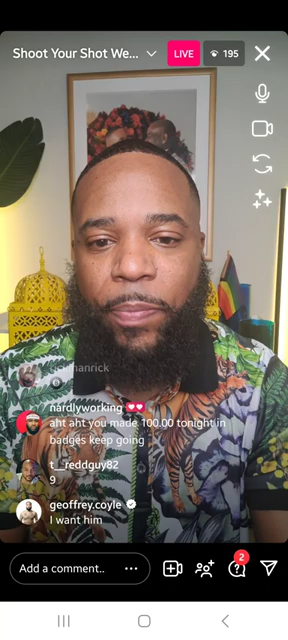 Shoot Your Shot We...
LIVE
195
nardlyworking
aht aht you made 100.00 tonight in
badges keep going
t__reddguy82
9
geoffrey.coyle
I want him
Add a comment..
2